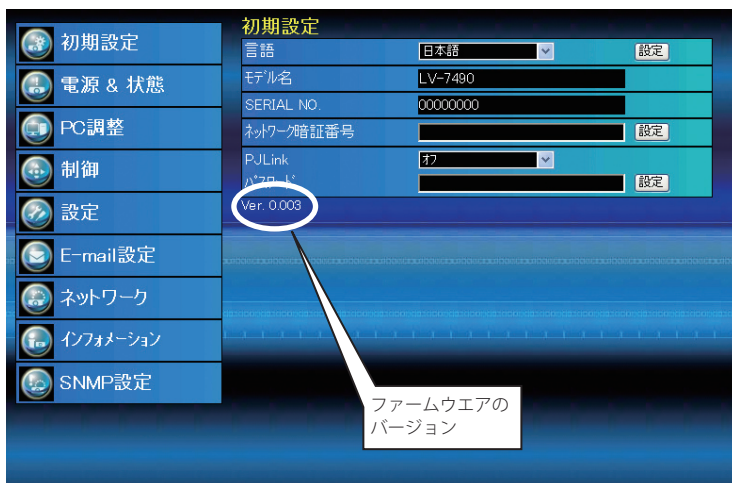 初期設定
電源 & 状態
PC調整
制御
設定
E-mail設定
ネットワーク
インフォメーション
SNMP設定
初期設定
言語 日本語 設定
モデル名 LV-7490
SERIAL NO. 00000000
ネットワーク暗証番号 設定
PJLink オフ
パスワード 設定
Ver. 0.003
ファームウエアの
バージョン